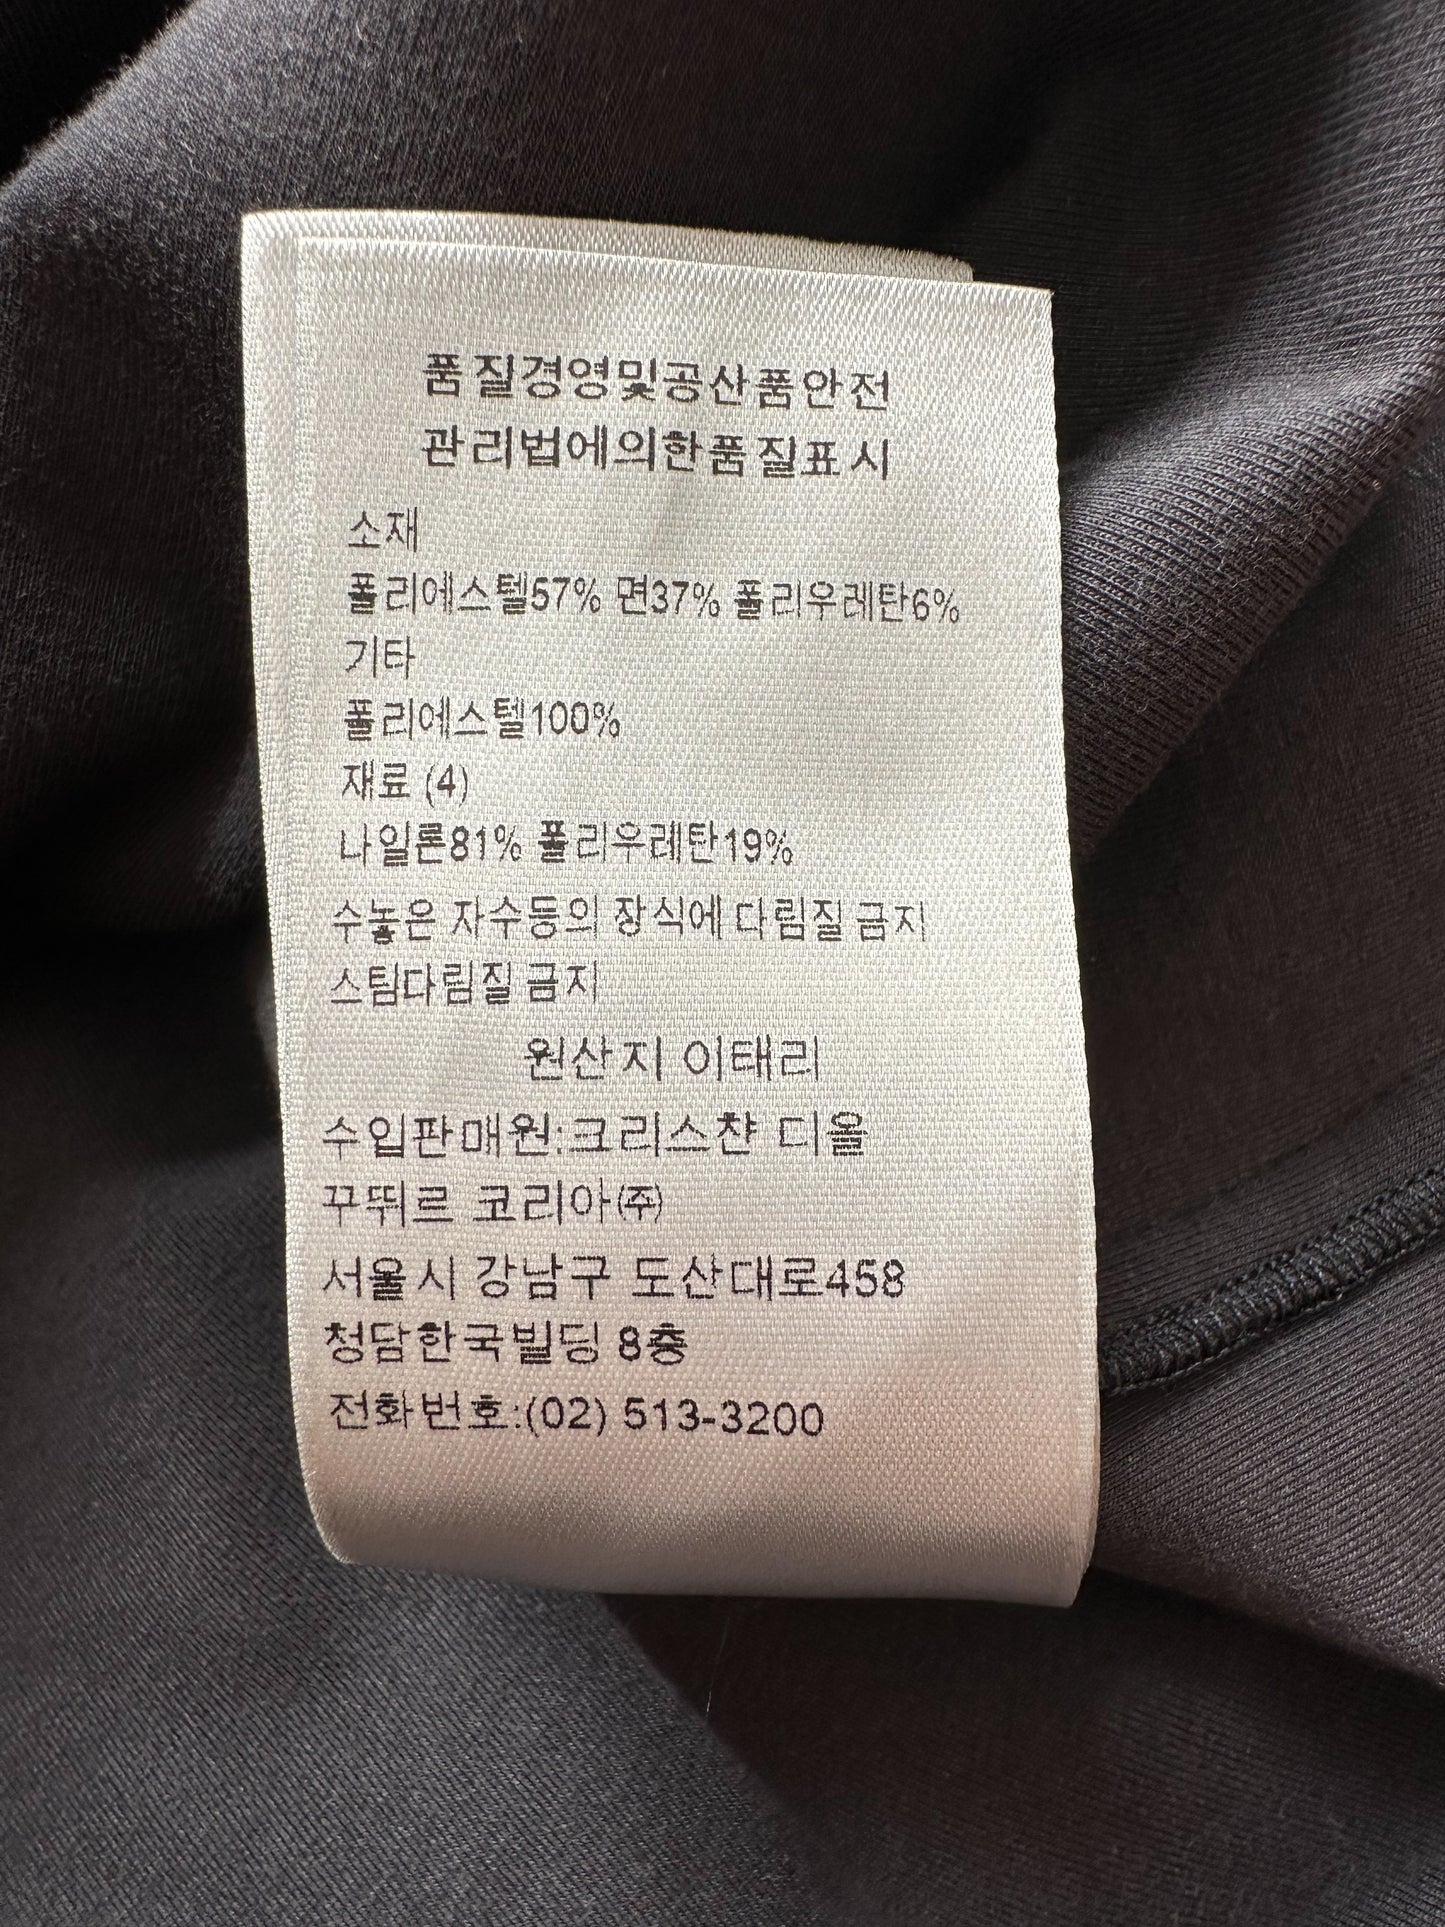 품질경영및공산품안전
관리법에의한품질표시
소재
폴리에스텔57% 면37% 폴리우레탄6%
기타
폴리에스텔100%
재료 (4)
나일론81% 폴리우레탄19%
수놓은 자수등의 장식에 다림질 금지
스팀다림질 금지
원산지 이태리
수입판매원:크리스챤 디올
꾸뛰르 코리아㈜
서울시 강남구 도산대로458
청담한국빌딩 8층
전화번호:(02) 513-3200